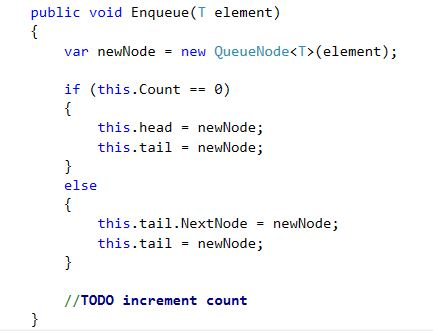 public void Enqueue(T element)
{
    var newNode = new QueueNode<T>(element);

    if (this.Count == 0)
    {
        this.head = newNode;
        this.tail = newNode;
    }
    else
    {
        this.tail.NextNode = newNode;
        this.tail = newNode;
    }

    //TODO increment count
}